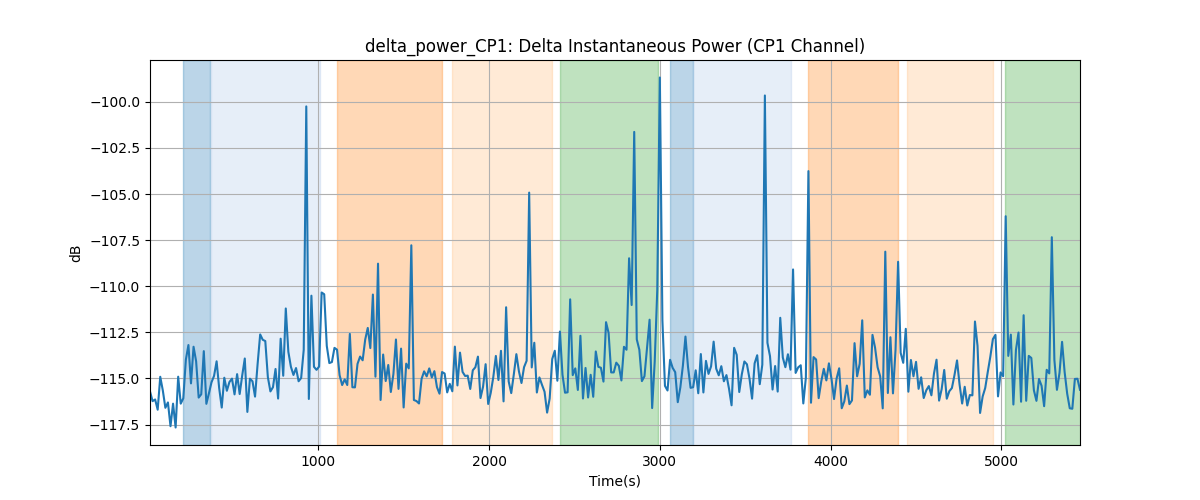 delta_power_CP1: Delta Instantaneous Power (CP1 Channel)
dB
−100.0
−102.5
−105.0
−107.5
−110.0
−112.5
−115.0
−117.5
1000 2000 3000 4000 5000
Time(s)